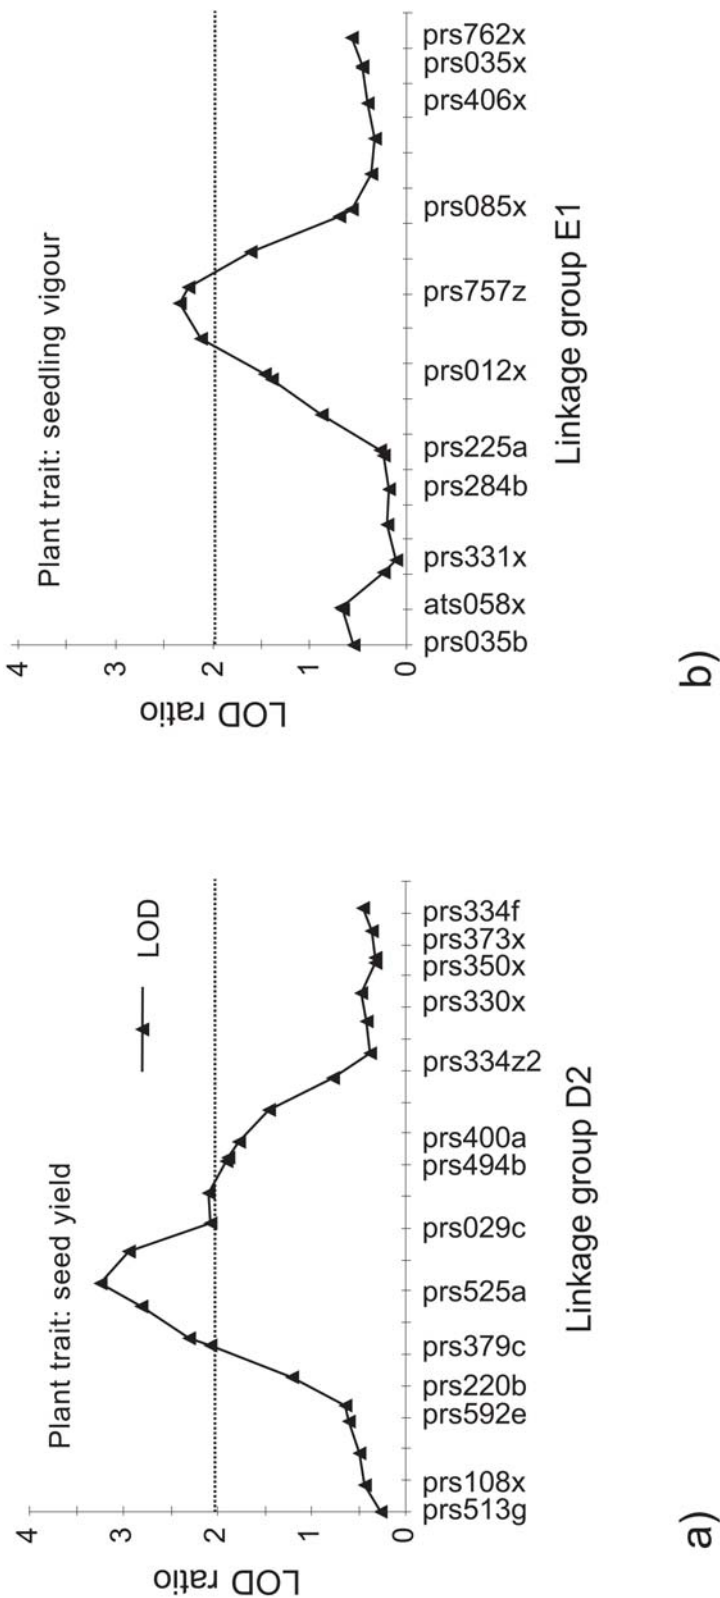 Plant trait: seed yield
LOD
LOD ratio
4
3
2
1
0
prs513g
prs108x
prs592e
prs220b
prs379c
prs525a
prs029c
prs494b
prs400a
prs334z2
prs330x
prs350x
prs373x
prs334f
Linkage group D2
a)
Plant trait: seedling vigour
LOD ratio
4
3
2
1
0
prs035b
ats058x
prs331x
prs284b
prs225a
prs012x
prs757z
prs085x
prs406x
prs035x
prs762x
Linkage group E1
b)